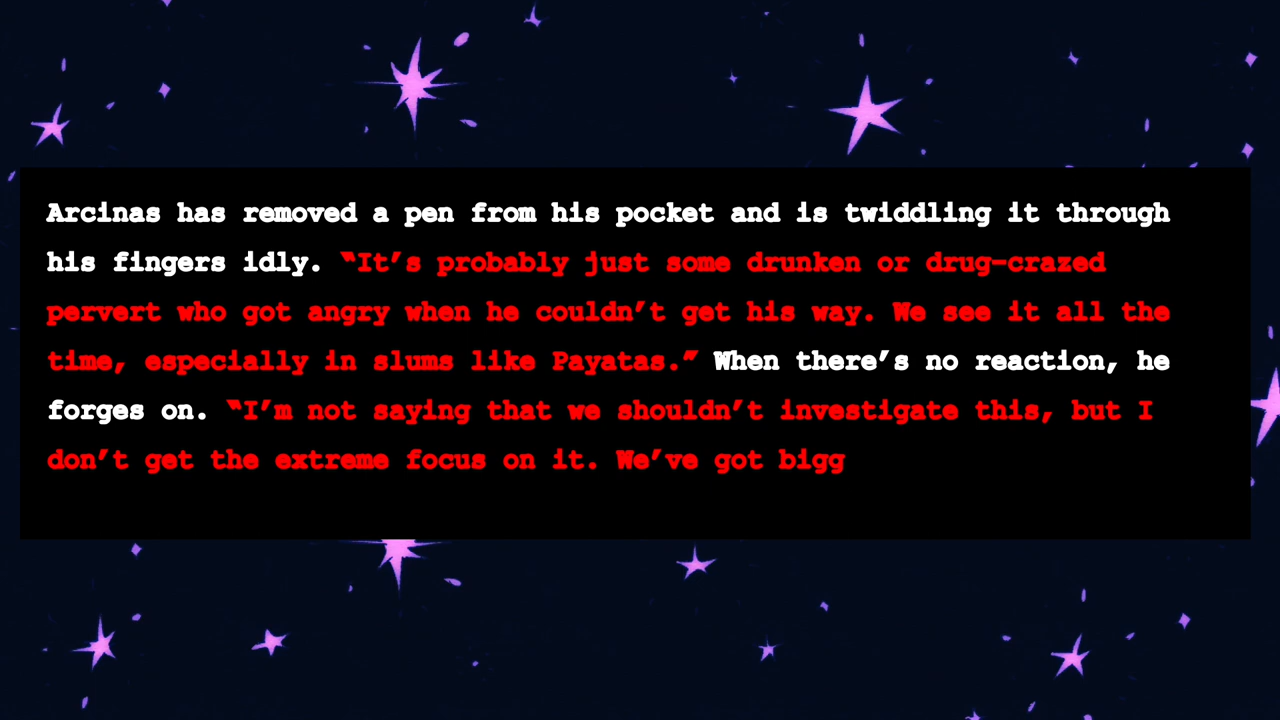 Arcinas has removed a pen from his pocket and is twiddling it through
his fingers idly. “It’s probably just some drunken or drug-crazed
pervert who got angry when he couldn’t get his way. We see it all the
time, especially in slums like Payatas.” When there’s no reaction, he
forges on. “I’m not saying that we shouldn’t investigate this, but I
don’t get the extreme focus on it. We’ve got bigg